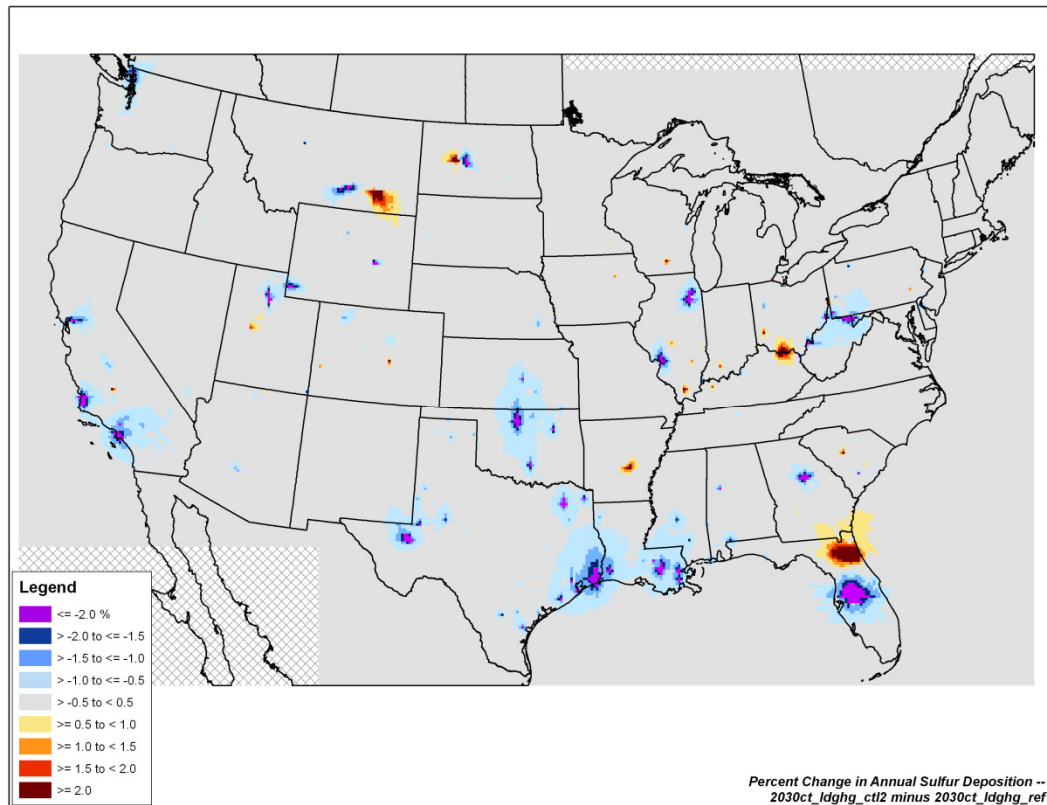 Legend
<= -2.0 %
> -2.0 to <= -1.5
> -1.5 to <= -1.0
> -1.0 to <= -0.5
> -0.5 to < 0.5
>= 0.5 to < 1.0
>= 1.0 to < 1.5
>= 1.5 to < 2.0
>= 2.0
Percent Change in Annual Sulfur Deposition --
2030ct_ldghg_ctl2 minus 2030ct_ldghg_ref